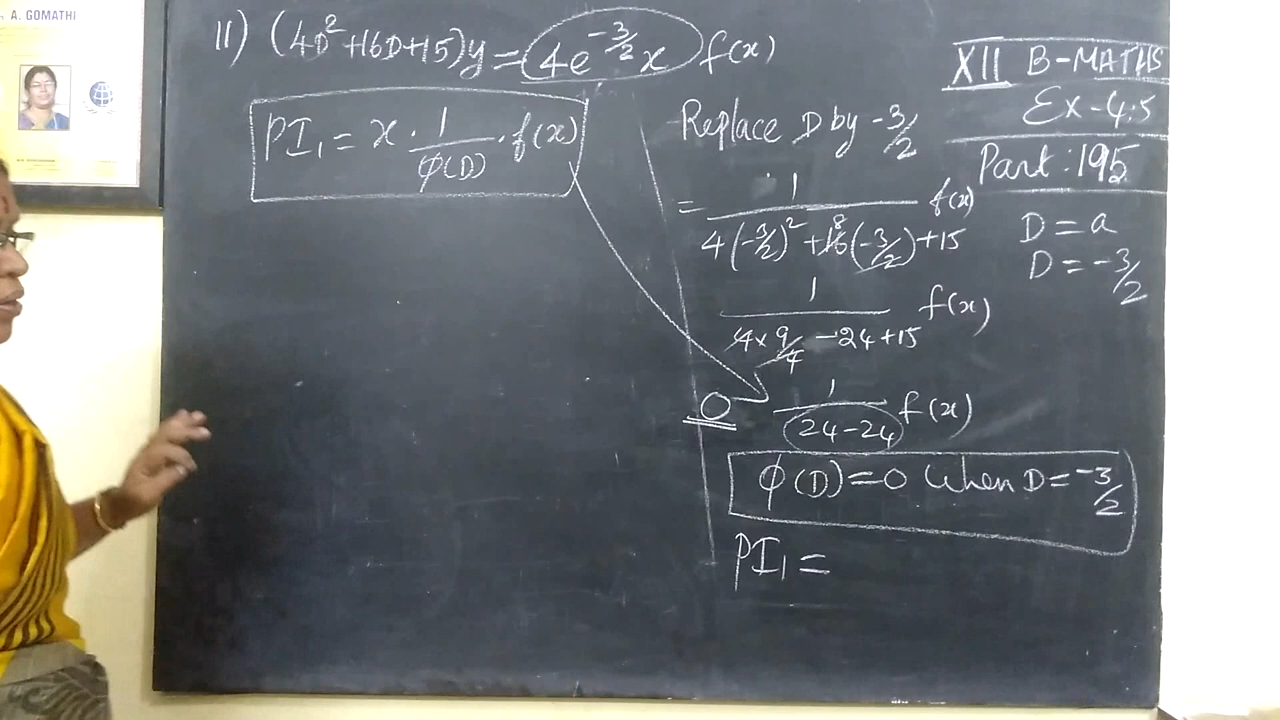 A. GOMATHI
11) (4D²+16D+15)y = 4e^{-3/2 x} f(x)
PI₁ = x · 1/φ(D) · f(x)
Replace D by -3/2
= 1/(4(-3/2)²+16(-3/2)+15) f(x)
8
1/(4×9/4 -24+15) f(x)
0 1/(24-24) f(x)
φ(D)=0 when D=-3/2
PI₁ =
XII B-MATHS
Ex-4.5
Part:195
D = a
D = -3/2